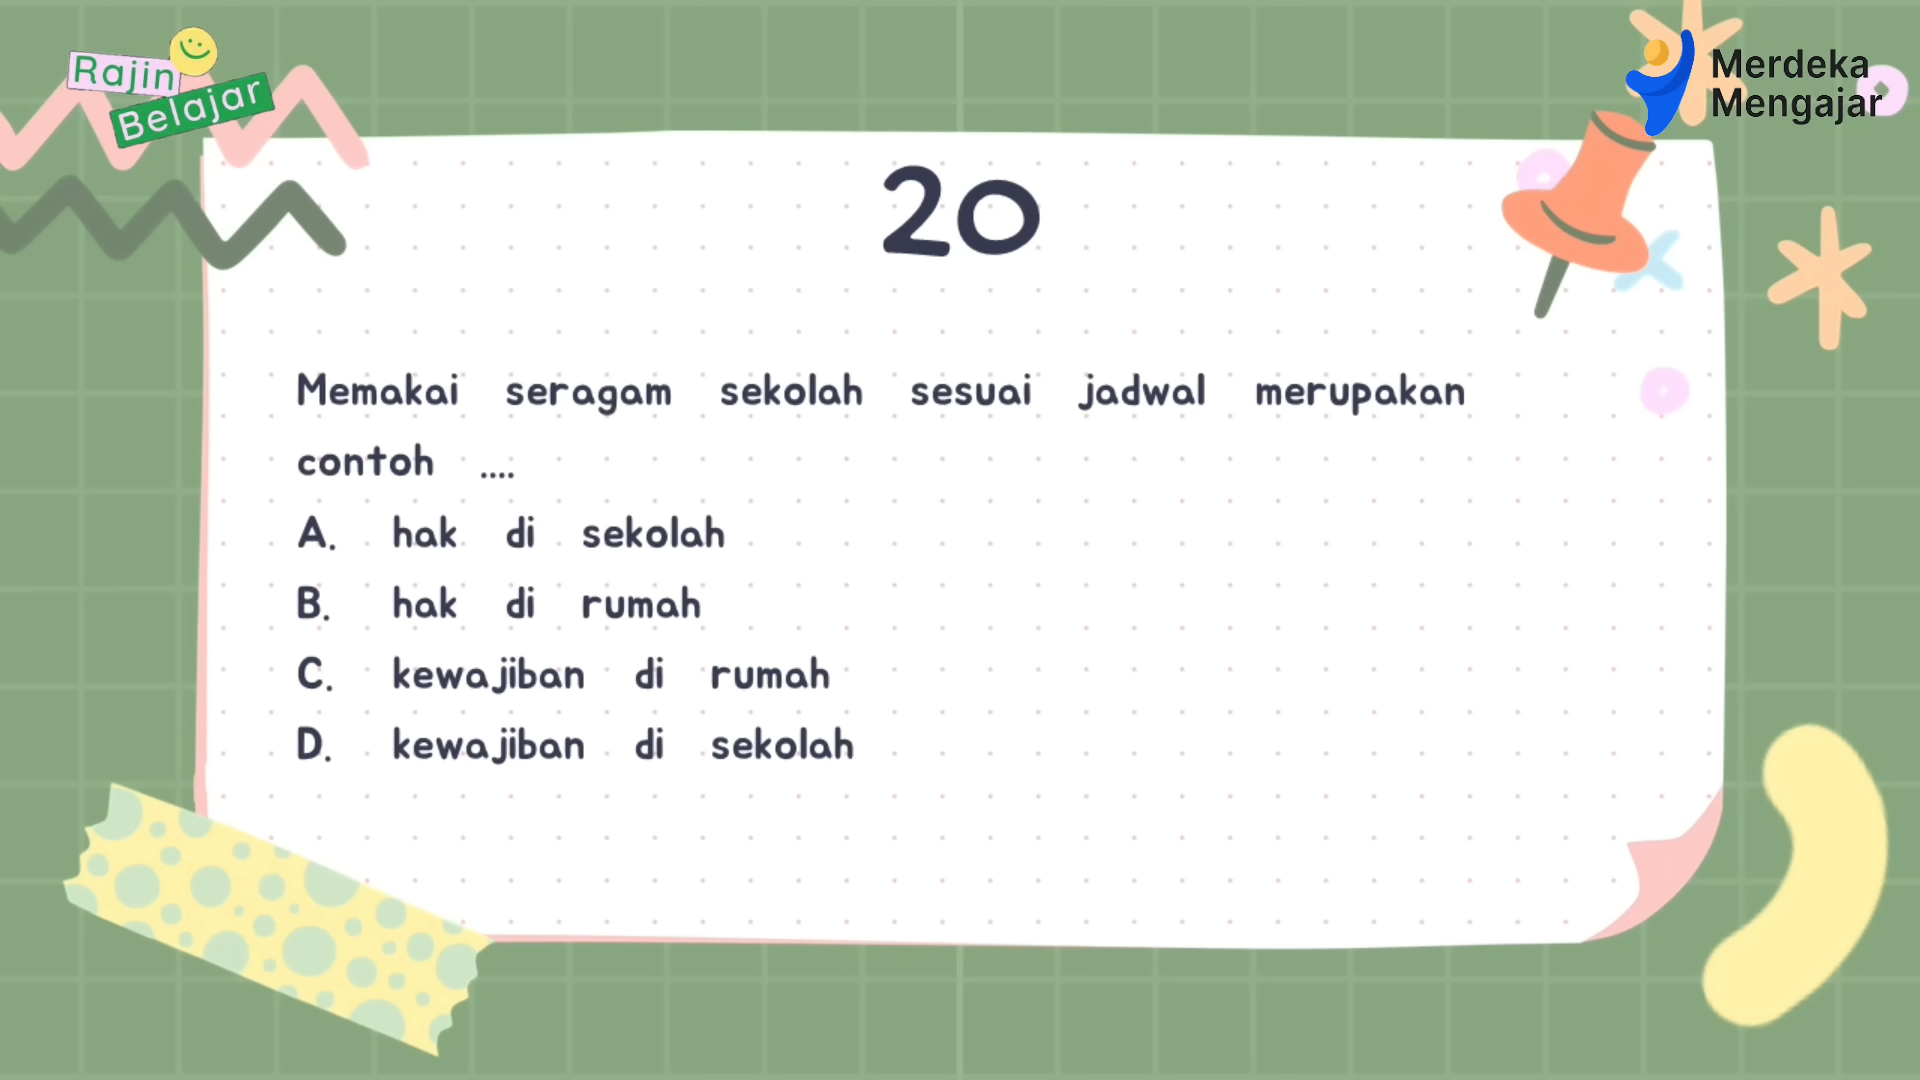 Rajin
Belajar
Merdeka
Mengajar
20
Memakai seragam sekolah sesuai jadwal merupakan
contoh ....
A. hak di sekolah
B. hak di rumah
C. kewajiban di rumah
D. kewajiban di sekolah